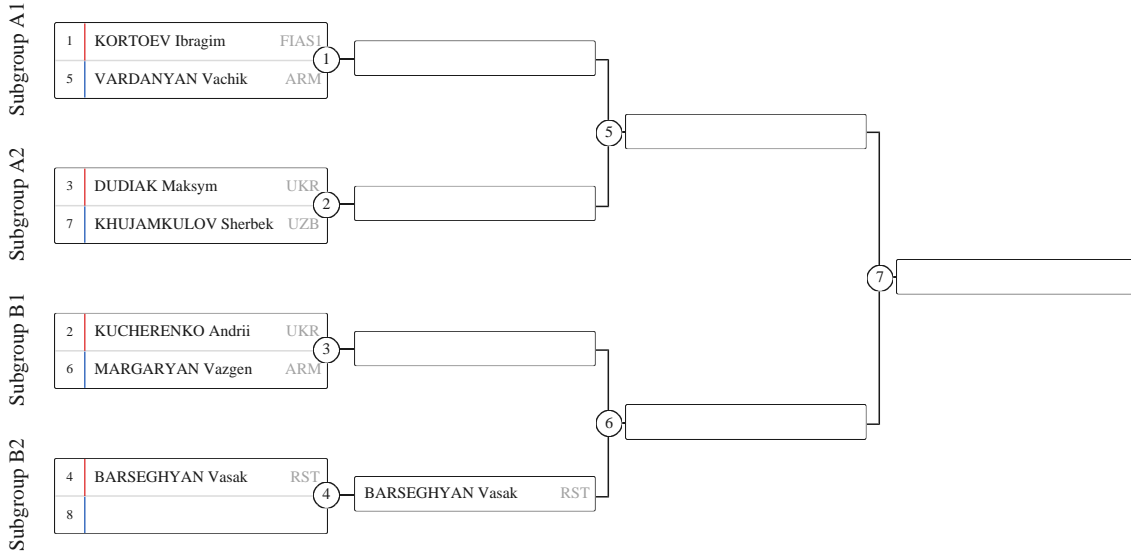 Subgroup A1
1 KORTOEV Ibragim FIAS1
1
5 VARDANYAN Vachik ARM
5
Subgroup A2
3 DUDIAK Maksym UKR
2
7 KHUJAMKULOV Sherbek UZB
7
Subgroup B1
2 KUCHERENKO Andrii UKR
3
6 MARGARYAN Vazgen ARM
6
Subgroup B2
4 BARSEGHYAN Vasak RST
4
BARSEGHYAN Vasak RST
8